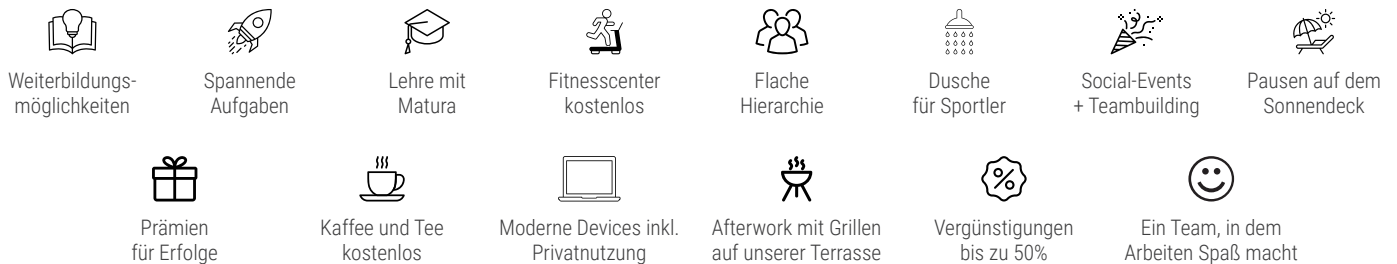 Weiterbildungs-
möglichkeiten
Spannende
Aufgaben
Lehre mit
Matura
Fitnesscenter
kostenlos
Flache
Hierarchie
Dusche
für Sportler
Social-Events
+ Teambuilding
Pausen auf dem
Sonnendeck
Prämien
für Erfolge
Kaffee und Tee
kostenlos
Moderne Devices inkl.
Privatnutzung
Afterwork mit Grillen
auf unserer Terrasse
%
Vergünstigungen
bis zu 50%
Ein Team, in dem
Arbeiten Spaß macht